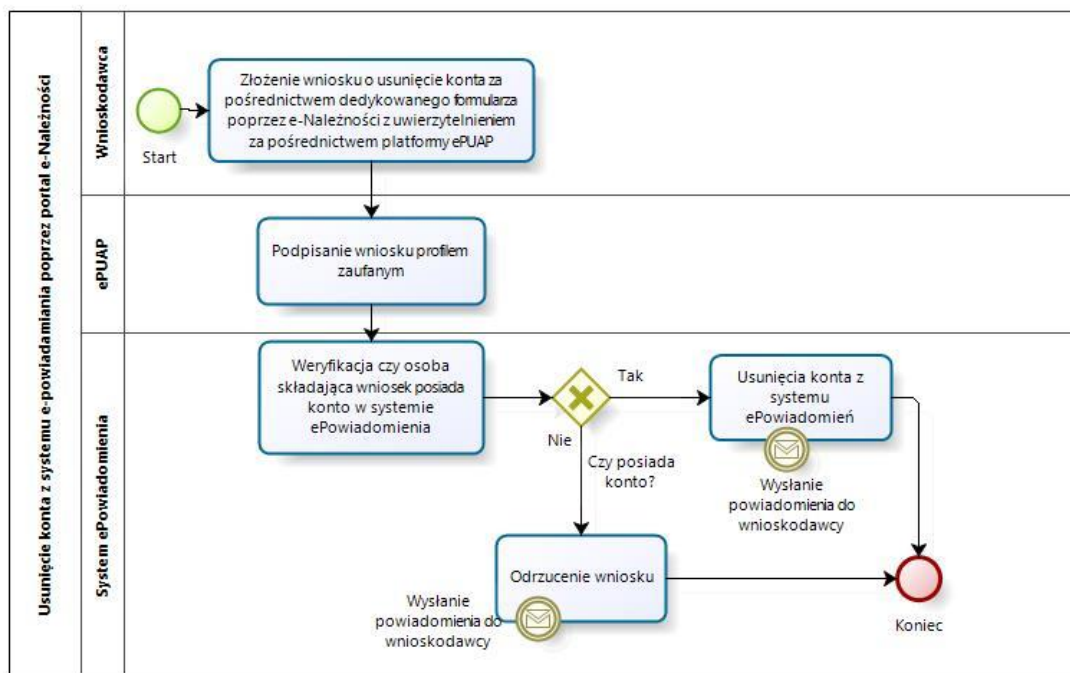 Usunięcie konta z systemu e-powiadamiania poprzez portal e-Należności
Wnioskodawca
Start
Złożenie wniosku o usunięcie konta za
pośrednictwem dedykowanego formularza
poprzez e-Należności z uwierzytelnieniem
za pośrednictwem platformy ePUAP
ePUAP
Podpisanie wniosku profilem
zaufanym
System ePowiadomienia
Weryfikacja czy osoba
składająca wniosek posiada
konto w systemie
ePowiadomienia
Tak
Nie
Czy posiada
konto?
Usunięcia konta z
systemu
ePowiadomień
Wysłanie
powiadomienia do
wnioskodawcy
Odrzucenie wniosku
Wysłanie
powiadomienia do
wnioskodawcy
Koniec